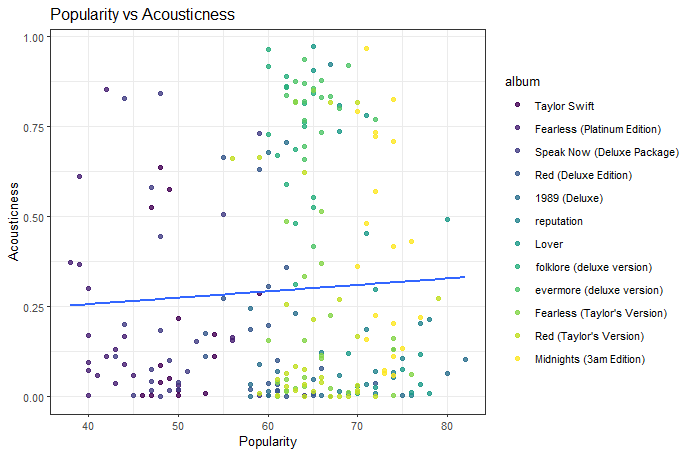 Popularity vs Acousticness
1.00
0.75
0.50
0.25
0.00
Acousticness
40 50 60 70 80
Popularity
album
Taylor Swift
Fearless (Platinum Edition)
Speak Now (Deluxe Package)
Red (Deluxe Edition)
1989 (Deluxe)
reputation
Lover
folklore (deluxe version)
evermore (deluxe version)
Fearless (Taylor's Version)
Red (Taylor's Version)
Midnights (3am Edition)